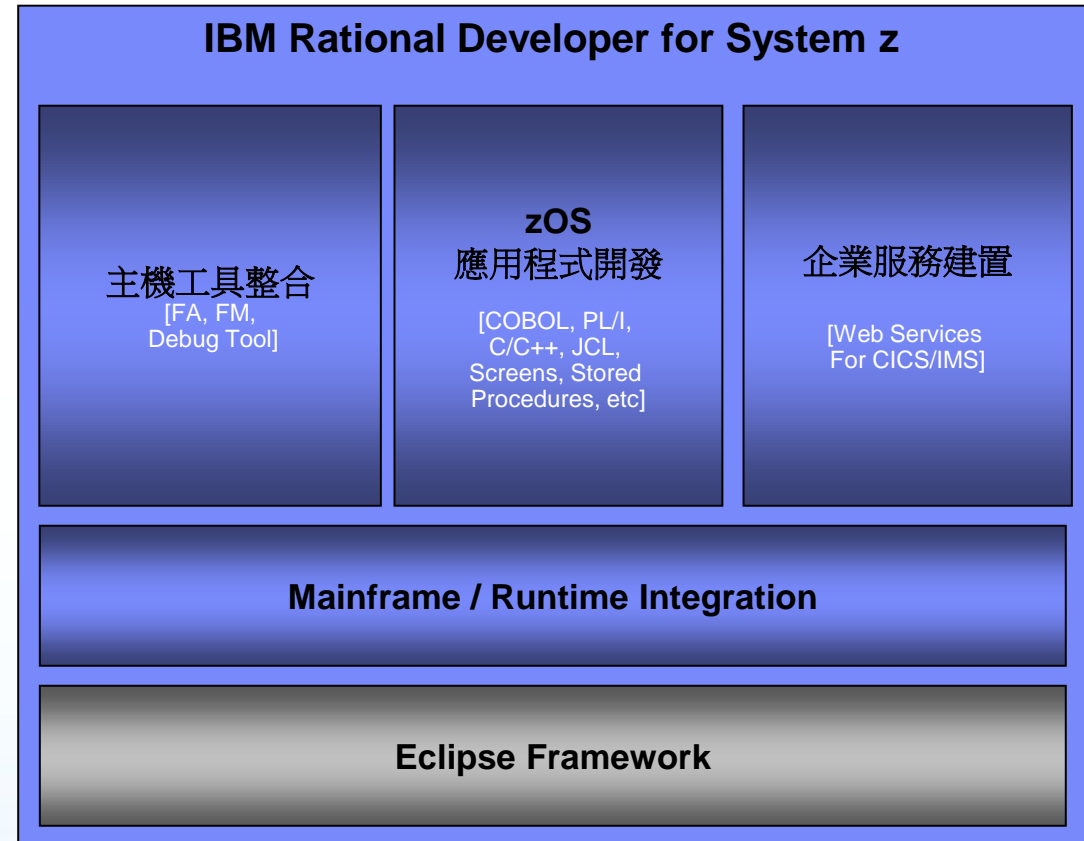 IBM Rational Developer for System z
主機工具整合
[FA, FM,
Debug Tool]
zOS
應用程式開發
[COBOL, PL/I,
C/C++, JCL,
Screens, Stored
Procedures, etc]
企業服務建置
[Web Services
For CICS/IMS]
Mainframe / Runtime Integration
Eclipse Framework